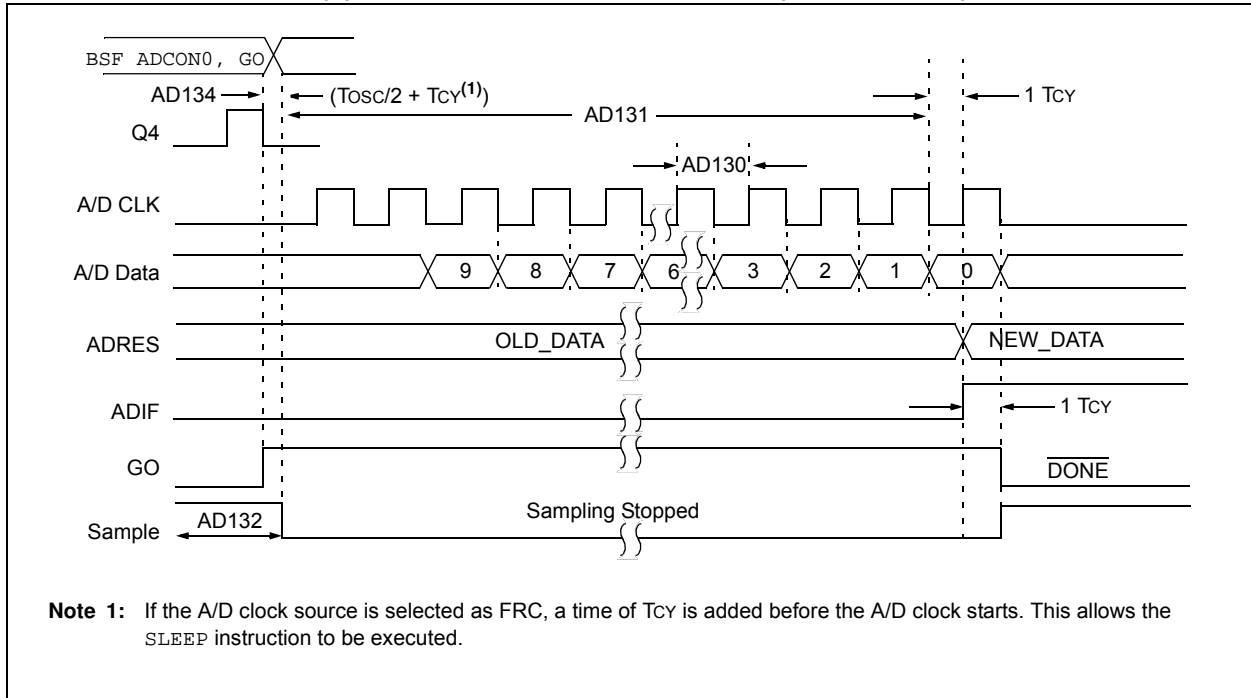 BSF ADCON0, GO
AD134
(TOSC/2 + TCY(1))
1 TCY
AD131
Q4
AD130
A/D CLK
A/D Data
9 8 7 6 3 2 1 0
ADRES
OLD_DATA
NEW_DATA
ADIF
1 TCY
GO
DONE
Sample
AD132
Sampling Stopped
Note 1: If the A/D clock source is selected as FRC, a time of TCY is added before the A/D clock starts. This allows the
SLEEP instruction to be executed.